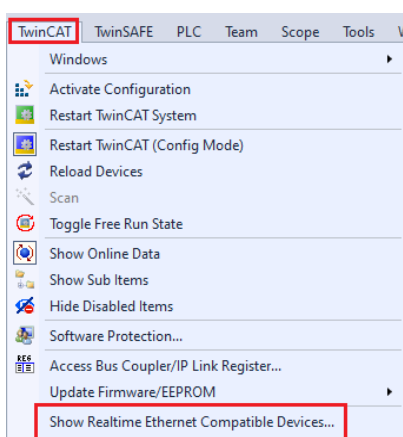 TwinCAT TwinSAFE PLC Team Scope Tools
Windows
Activate Configuration
Restart TwinCAT System
Restart TwinCAT (Config Mode)
Reload Devices
Scan
Toggle Free Run State
Show Online Data
Show Sub Items
Hide Disabled Items
Software Protection...
REG
Access Bus Coupler/IP Link Register...
Update Firmware/EEPROM
Show Realtime Ethernet Compatible Devices...